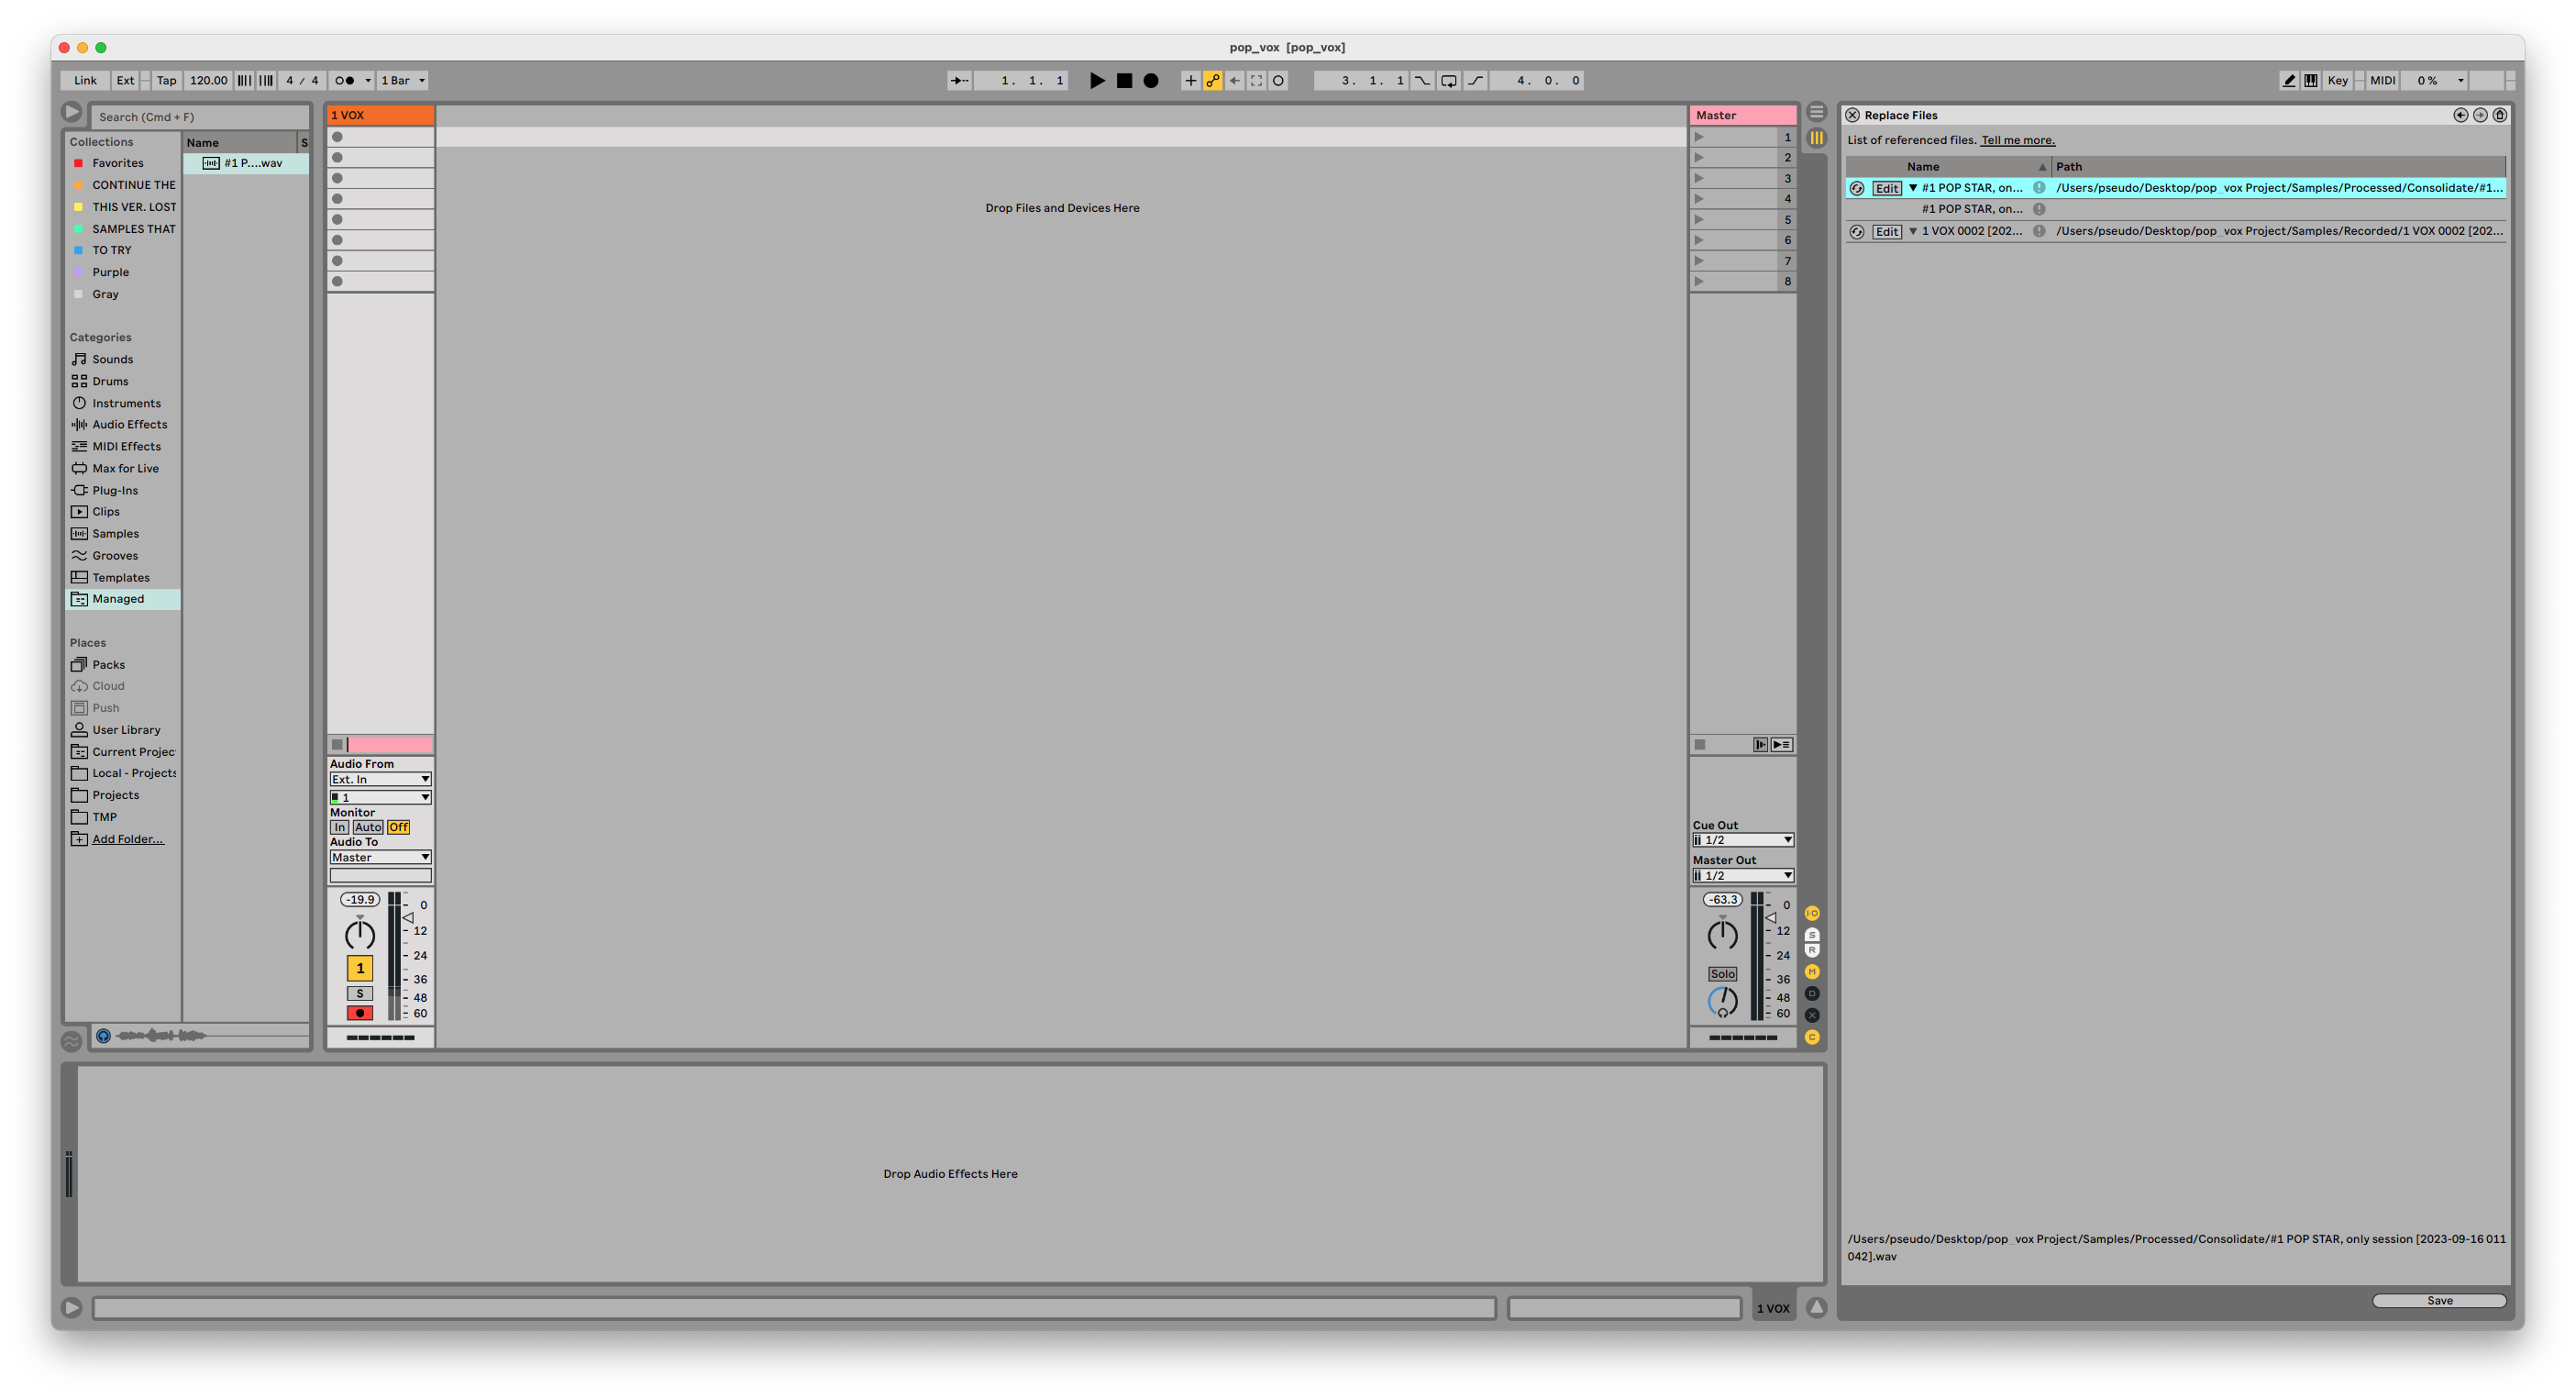 pop_vox [pop_vox]
Link Ext Tap 120.00 4 / 4 1 Bar
1. 1. 1
3. 1. 1
4. 0. 0
Key MIDI 0 %
Search (Cmd + F)
Collections
Favorites
CONTINUE THE
THIS VER. LOST
SAMPLES THAT
TO TRY
Purple
Gray
Categories
Sounds
Drums
Instruments
Audio Effects
MIDI Effects
Max for Live
Plug-Ins
Clips
Samples
Grooves
Templates
Managed
Places
Packs
Cloud
Push
User Library
Current Projec
Local - Projects
Projects
TMP
Add Folder...
Name S
#1 P....wav
1 VOX
Drop Files and Devices Here
Audio From
Ext. In
1
Monitor
In Auto Off
Audio To
Master
-19.9
0
12
24
36
48
60
1
S
Master
1
2
3
4
5
6
7
8
Cue Out
1/2
Master Out
1/2
-63.3
0
12
24
36
48
60
Solo
I-O
S
R
M
D
X
C
Replace Files
List of referenced files. Tell me more.
Name Path
Edit #1 POP STAR, on... /Users/pseudo/Desktop/pop_vox Project/Samples/Processed/Consolidate/#1...
#1 POP STAR, on...
Edit 1 VOX 0002 [202... /Users/pseudo/Desktop/pop_vox Project/Samples/Recorded/1 VOX 0002 [202...
/Users/pseudo/Desktop/pop_vox Project/Samples/Processed/Consolidate/#1 POP STAR, only session [2023-09-16 011
042].wav
Save
Drop Audio Effects Here
1 VOX